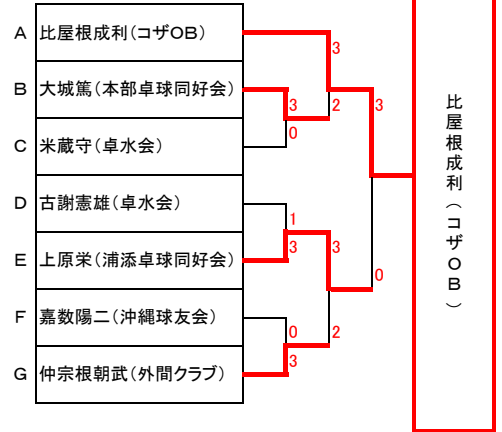 A 比屋根成利(コザOB) 3
B 大城篤(本部卓球同好会) 3 2 3
C 米蔵守(卓水会) 0
D 古謝憲雄(卓水会) 1
E 上原栄(浦添卓球同好会) 3 3 0
F 嘉数陽二(沖縄球友会) 0 2
G 仲宗根朝武(外間クラブ) 3
比屋根成利(コザOB)